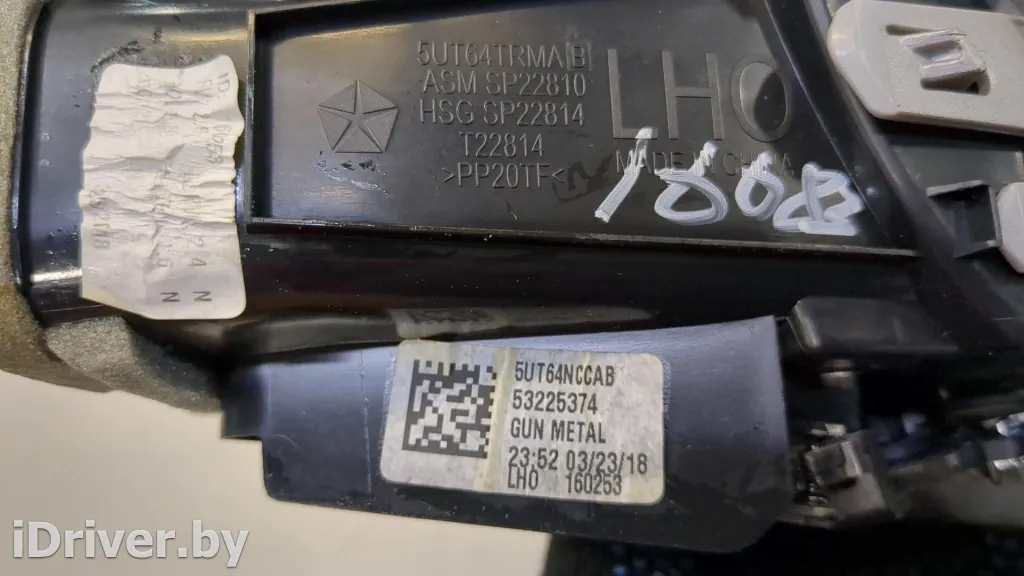 5UT64TRMA B
ASM SP22810
HSG SP22814
T22814
>PP20TF<
LHO
MADE IN CHINA
1008
5UT64NCCAB
53225374
GUN METAL
23:52 03/23/18
LHO 160253
iDriver.by